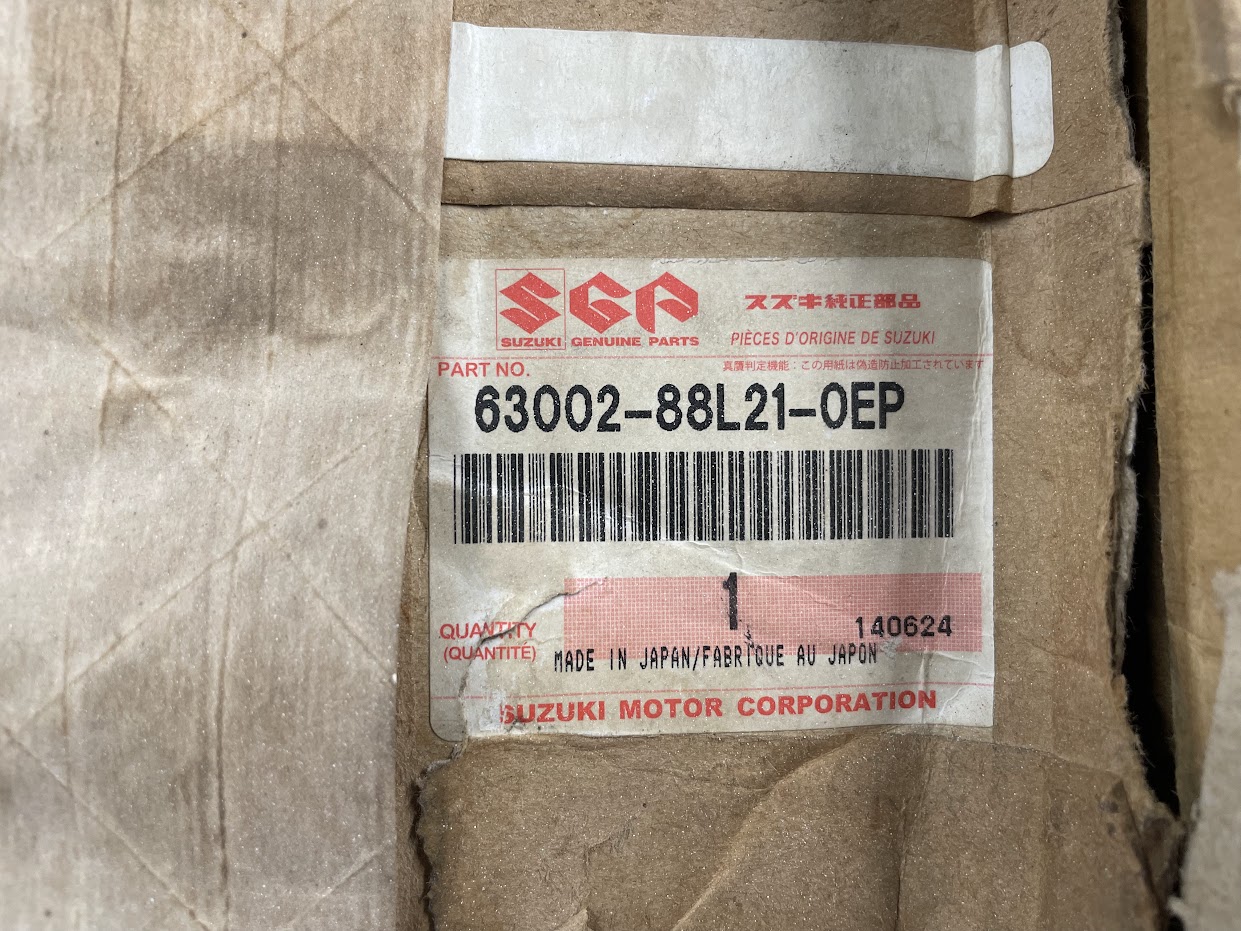 SGP スズキ純正部品
SUZUKI GENUINE PARTS PIÈCES D'ORIGINE DE SUZUKI
PART NO. 真贋判定機能：この用紙は偽造防止加工されています
63002-88L21-0EP
1
QUANTITY 140624
(QUANTITÉ) MADE IN JAPAN/FABRIQUE AU JAPON
SUZUKI MOTOR CORPORATION